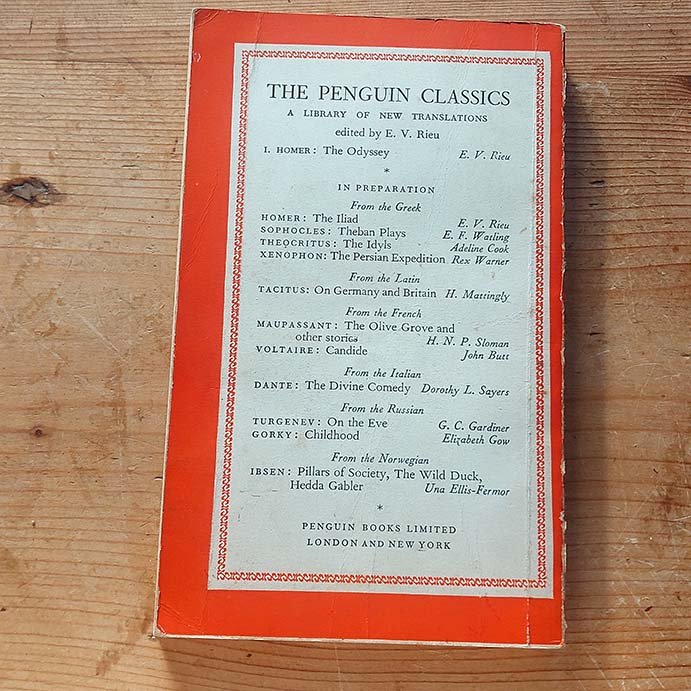 THE PENGUIN CLASSICS
A LIBRARY OF NEW TRANSLATIONS
edited by E. V. Rieu
I. HOMER: The Odyssey E. V. Rieu
*
IN PREPARATION
From the Greek
HOMER: The Iliad E. V. Rieu
SOPHOCLES: Theban Plays E. F. Watling
THEOCRITUS: The Idyls Adeline Cook
XENOPHON: The Persian Expedition Rex Warner
From the Latin
TACITUS: On Germany and Britain H. Mattingly
From the French
MAUPASSANT: The Olive Grove and
other stories H. N. P. Sloman
VOLTAIRE: Candide John Butt
From the Italian
DANTE: The Divine Comedy Dorothy L. Sayers
From the Russian
TURGENEV: On the Eve G. C. Gardiner
GORKY: Childhood Elizabeth Gow
From the Norwegian
IBSEN: Pillars of Society, The Wild Duck,
Hedda Gabler Una Ellis-Fermor
*
PENGUIN BOOKS LIMITED
LONDON AND NEW YORK